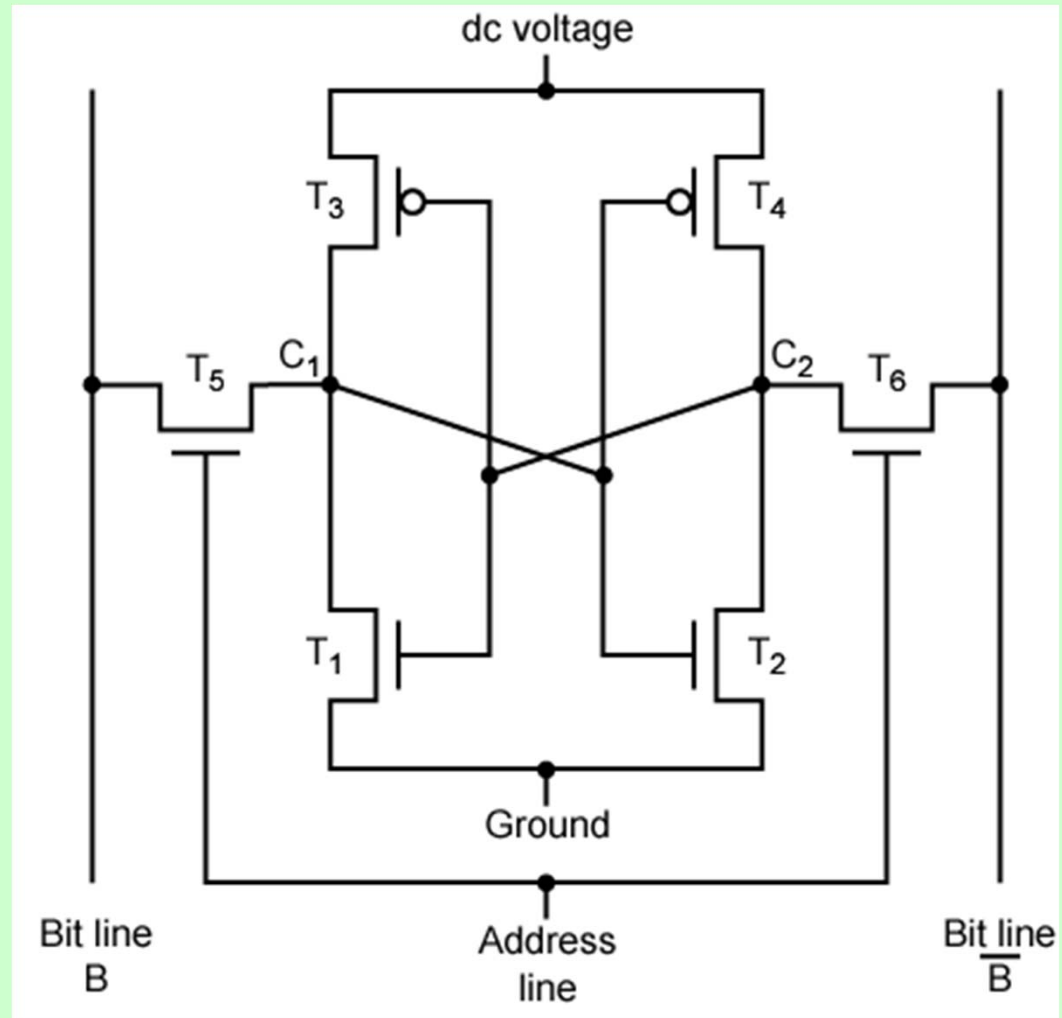 dc voltage
T3
T4
C1
C2
T5
T6
T1
T2
Ground
Bit line
B
Address
line
Bit line
B̅